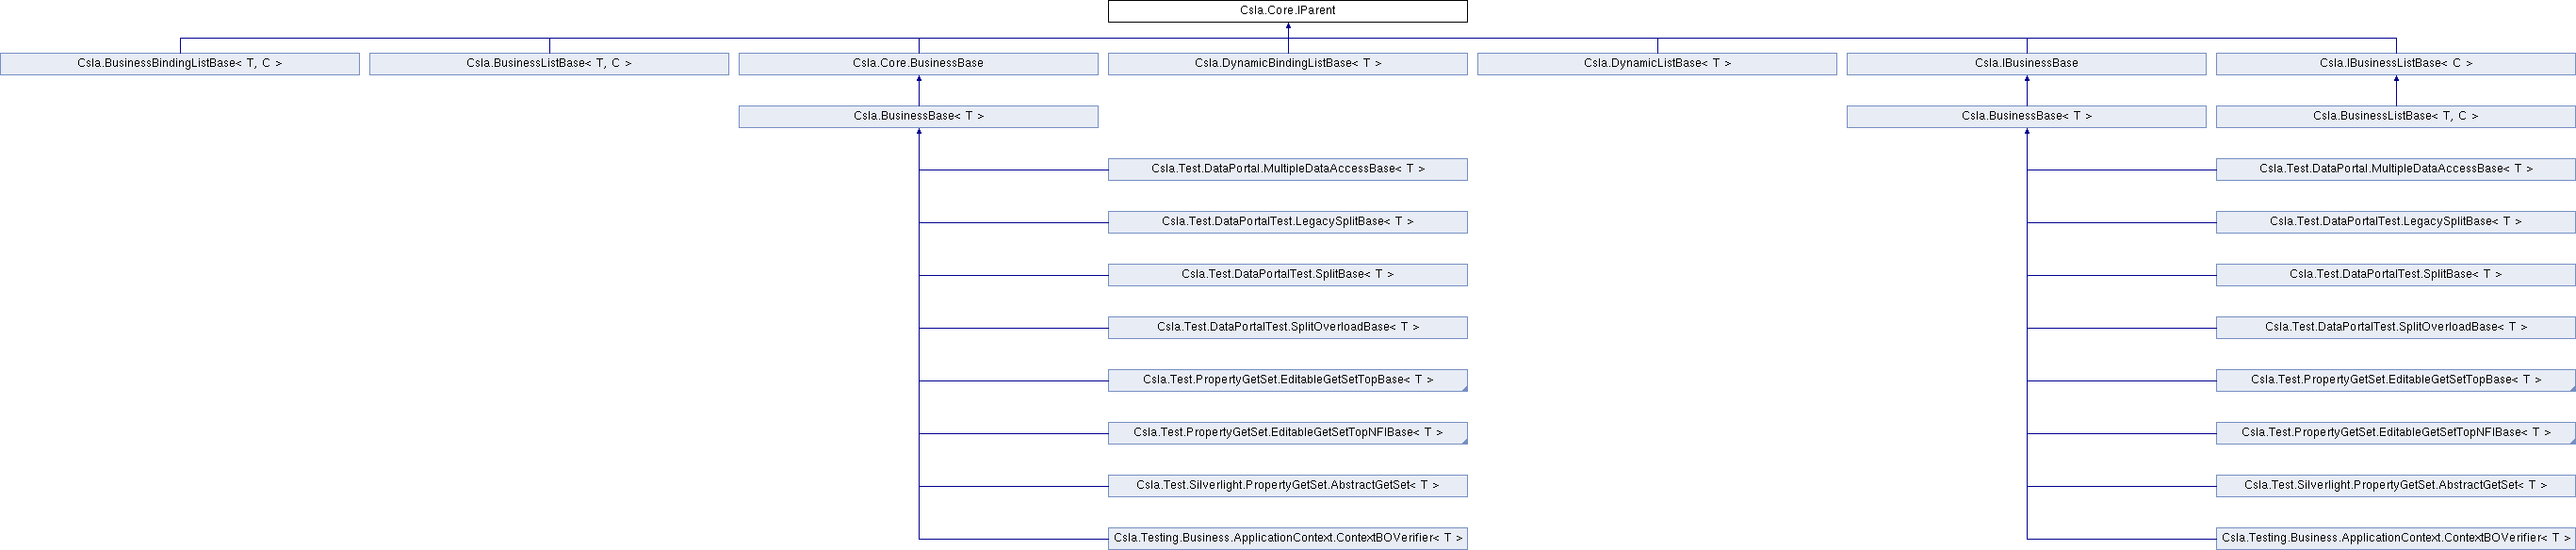 Csla.Core.IParent
Csla.BusinessBindingListBase< T, C >
Csla.BusinessListBase< T, C >
Csla.Core.BusinessBase
Csla.DynamicBindingListBase< T >
Csla.DynamicListBase< T >
Csla.IBusinessBase
Csla.IBusinessListBase< C >
Csla.BusinessBase< T >
Csla.BusinessBase< T >
Csla.BusinessListBase< T, C >
Csla.Test.DataPortal.MultipleDataAccessBase< T >
Csla.Test.DataPortal.MultipleDataAccessBase< T >
Csla.Test.DataPortalTest.LegacySplitBase< T >
Csla.Test.DataPortalTest.LegacySplitBase< T >
Csla.Test.DataPortalTest.SplitBase< T >
Csla.Test.DataPortalTest.SplitBase< T >
Csla.Test.DataPortalTest.SplitOverloadBase< T >
Csla.Test.DataPortalTest.SplitOverloadBase< T >
Csla.Test.PropertyGetSet.EditableGetSetTopBase< T >
Csla.Test.PropertyGetSet.EditableGetSetTopBase< T >
Csla.Test.PropertyGetSet.EditableGetSetTopNFIBase< T >
Csla.Test.PropertyGetSet.EditableGetSetTopNFIBase< T >
Csla.Test.Silverlight.PropertyGetSet.AbstractGetSet< T >
Csla.Test.Silverlight.PropertyGetSet.AbstractGetSet< T >
Csla.Testing.Business.ApplicationContext.ContextBOVerifier< T >
Csla.Testing.Business.ApplicationContext.ContextBOVerifier< T >